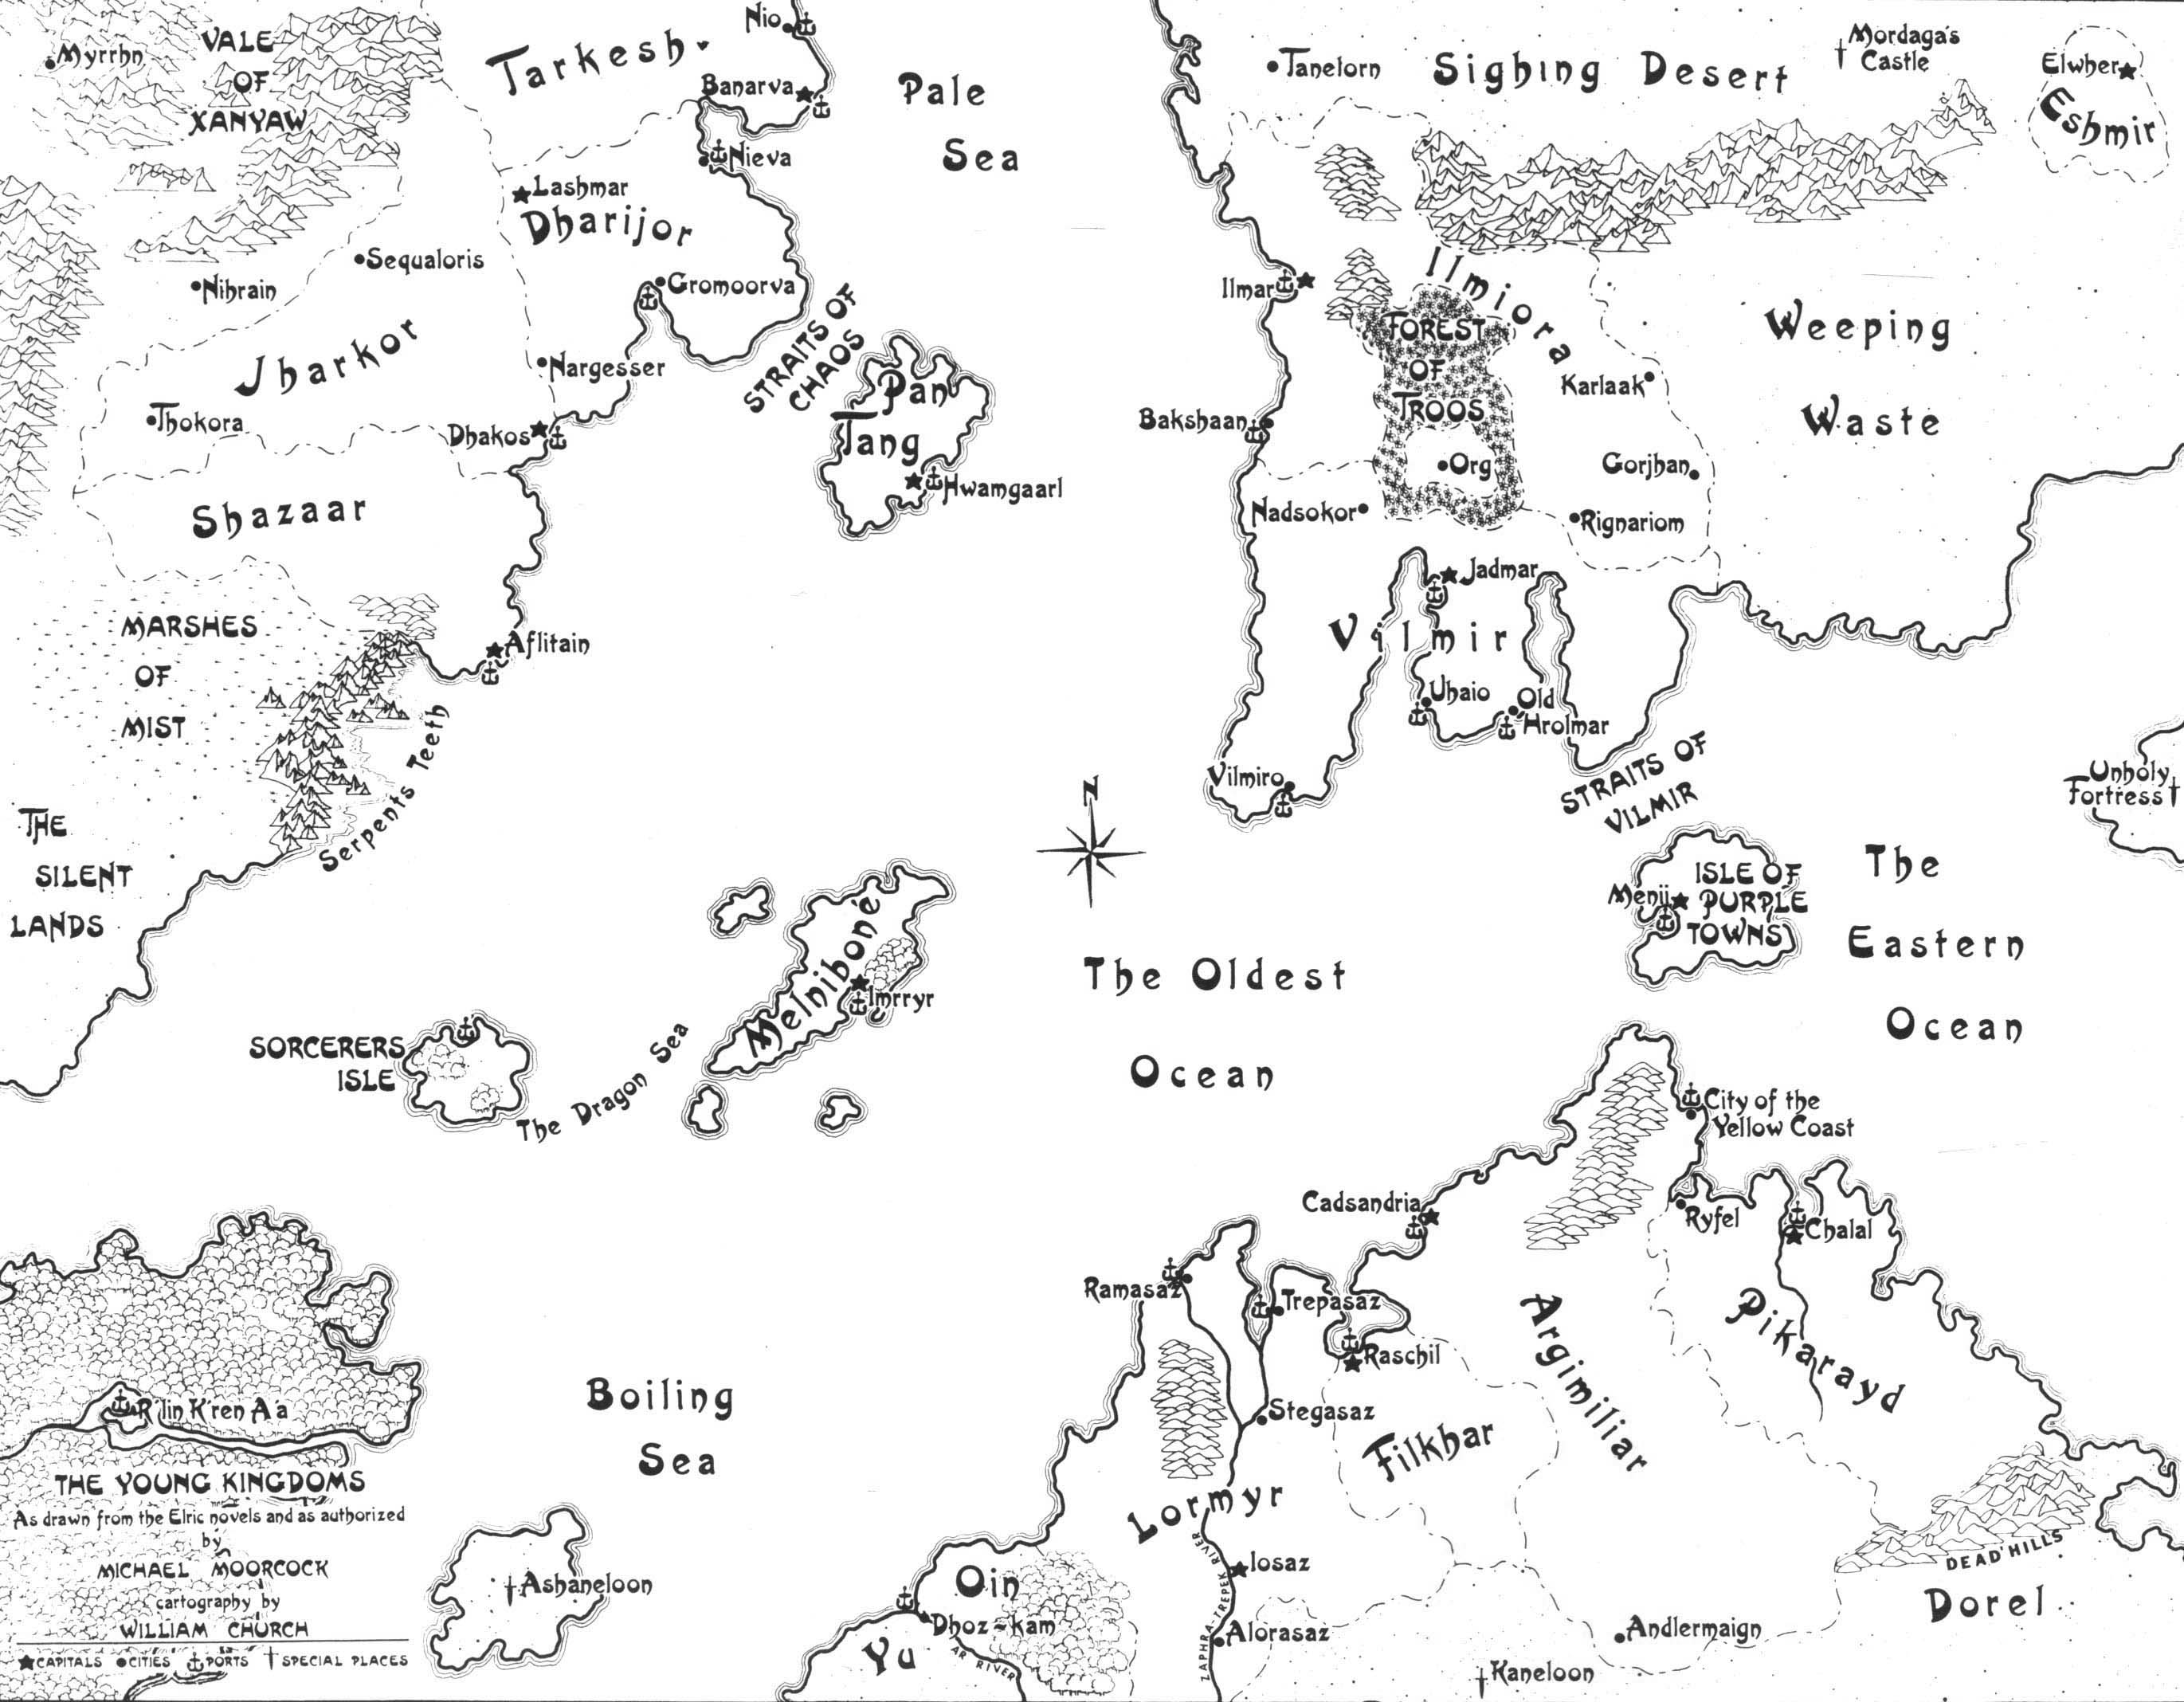 Myrrhn
VALE
OF
XANYAW
Tarkesh
Nio
Banarva
Pale
Sea
Tanelorn
Sighing Desert
Mordaga's
Castle
Elwher
Eshmir
Nieva
Lashmar
Dharijor
Sequaloris
Nihrain
Gromoorva
STRAITS OF
CHAOS
Jharkor
Nargesser
Thokora
Dhakos
Pan
Tang
Hwamgaarl
Shazaar
Ilmar
Ilmiora
FOREST
OF
TROOS
Org
Karlaak
Bakshaan
Gorjhan
Nadsokor
Rignariom
Weeping
Waste
MARSHES
OF
MIST
Aflitain
Serpents Teeth
THE
SILENT
LANDS
Jadmar
Vilmir
Uhaio
Old
Hrolmar
Vilmiro
STRAITS OF
VILMIR
Unholy
Fortress
N
ISLE OF
PURPLE
TOWNS
Menii
The
Eastern
Ocean
Melniboné
Imrryr
The Oldest
Ocean
SORCERERS
ISLE
The Dragon Sea
City of the
Yellow Coast
Cadsandria
Ryfel
Chalal
Ramasaz
Trepasaz
Raschil
Argimiliar
Pikarayd
Stegasaz
Filkhar
Lormyr
Boiling
Sea
R'lin K'ren A'a
Ashaneloon
Oin
Dhoz-kam
Yu
AR RIVER
ZAPHRA-TREPEK RIVER
Iosaz
Alorasaz
Andlermaign
Kaneloon
DEAD HILLS
Dorel
THE YOUNG KINGDOMS
As drawn from the Elric novels and as authorized
by
MICHAEL MOORCOCK
cartography by
WILLIAM CHURCH
CAPITALS CITIES PORTS SPECIAL PLACES